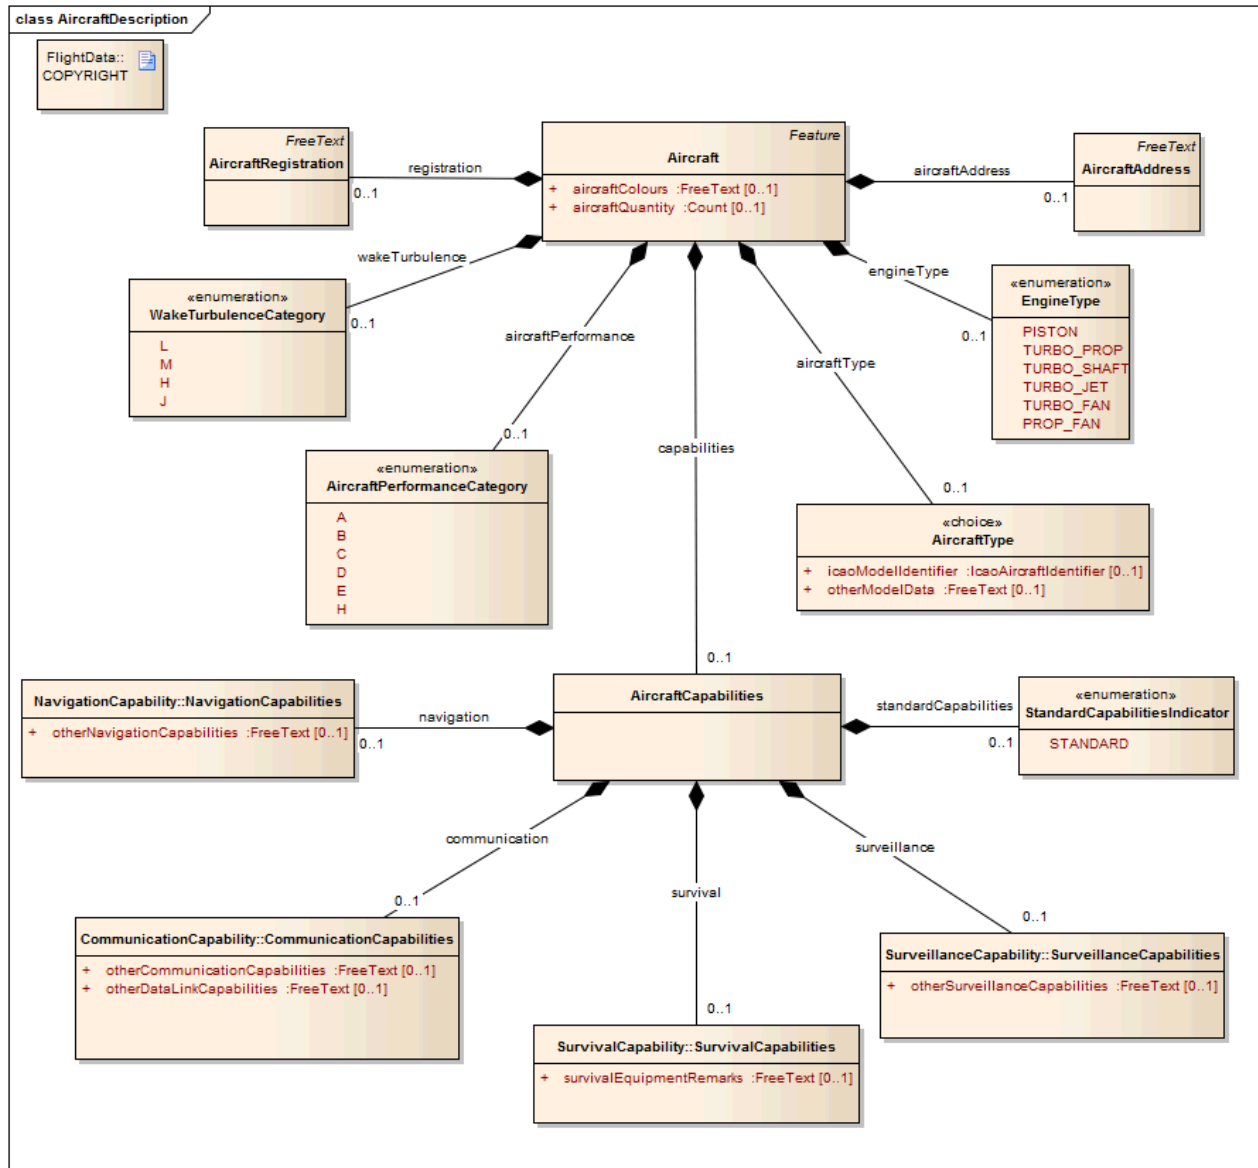 class AircraftDescription
FlightData::
COPYRIGHT
FreeText
AircraftRegistration
registration
0..1
Feature
Aircraft
+ aircraftColours :FreeText [0..1]
+ aircraftQuantity :Count [0..1]
aircraftAddress
0..1
FreeText
AircraftAddress
wakeTurbulence
0..1
«enumeration»
WakeTurbulenceCategory
L
M
H
J
engineType
0..1
«enumeration»
EngineType
PISTON
TURBO_PROP
TURBO_SHAFT
TURBO_JET
TURBO_FAN
PROP_FAN
aircraftPerformance
0..1
«enumeration»
AircraftPerformanceCategory
A
B
C
D
E
H
capabilities
0..1
aircraftType
0..1
«choice»
AircraftType
+ icaoModelIdentifier :IcaoAircraftIdentifier [0..1]
+ otherModelData :FreeText [0..1]
NavigationCapability::NavigationCapabilities
+ otherNavigationCapabilities :FreeText [0..1]
navigation
0..1
AircraftCapabilities
standardCapabilities
0..1
«enumeration»
StandardCapabilitiesIndicator
STANDARD
communication
0..1
survival
0..1
surveillance
0..1
CommunicationCapability::CommunicationCapabilities
+ otherCommunicationCapabilities :FreeText [0..1]
+ otherDataLinkCapabilities :FreeText [0..1]
SurveillanceCapability::SurveillanceCapabilities
+ otherSurveillanceCapabilities :FreeText [0..1]
SurvivalCapability::SurvivalCapabilities
+ survivalEquipmentRemarks :FreeText [0..1]